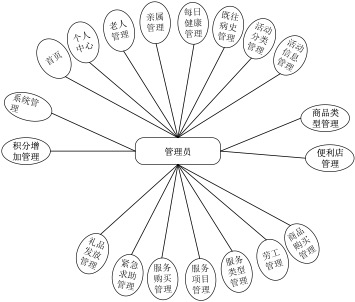 首页
个人
中心
老人
管理
亲属
管理
每日
健康
管理
既往
病史
管理
活动
分类
管理
活动
信息
管理
系统管
理
积分增
加管理
管理员
商品类
型管理
便利店
管理
礼品
发放
管理
紧急
求助
管理
服务
购买
管理
服务
项目
管理
服务
类型
管理
劳工
管理
商品
购买
管理